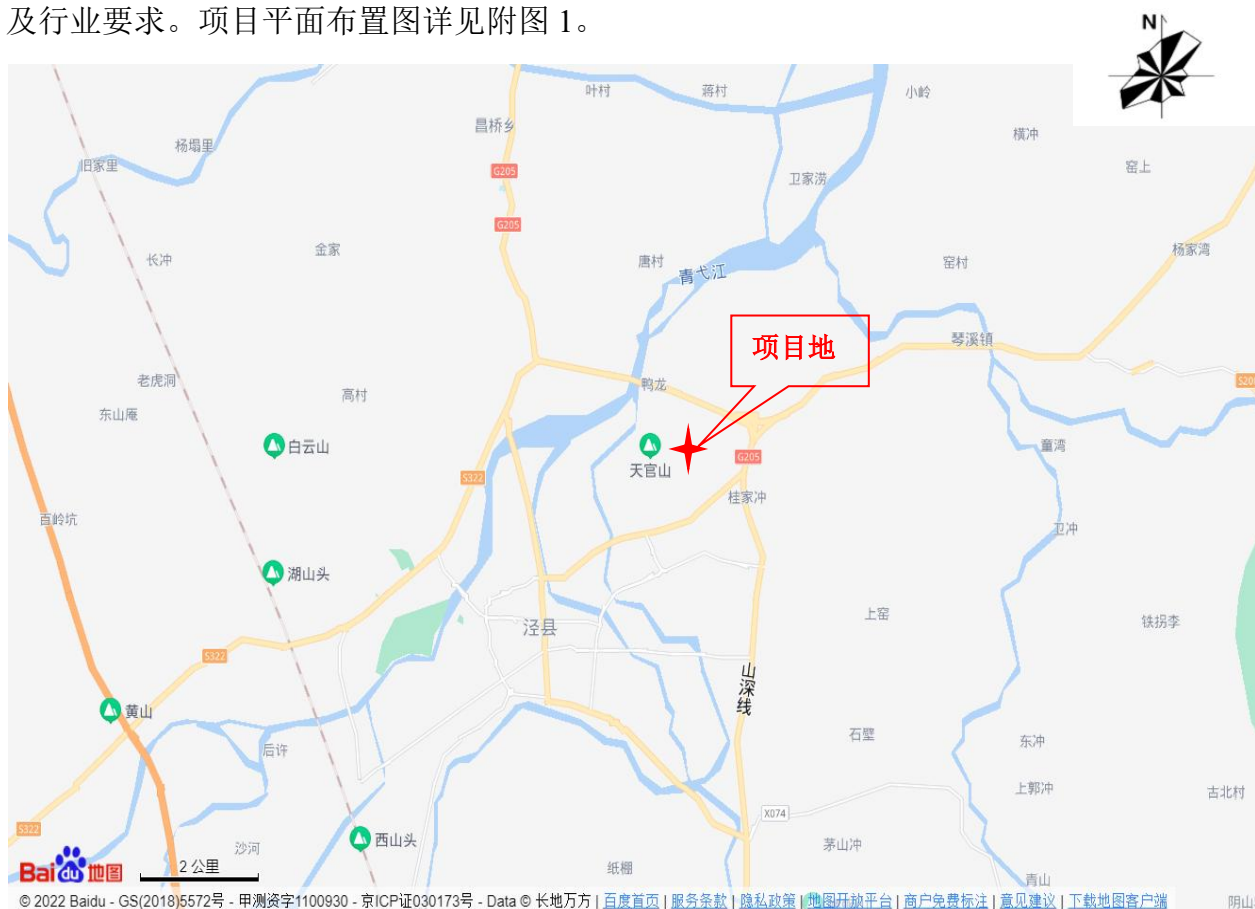 及行业要求。项目平面布置图详见附图 1。
N
叶村
蒋村
小岭
昌桥乡
横冲
杨塌里
旧家里
G205
窑上
卫家涝
G205
长冲
金家
唐村
青弋江
窑村
杨家湾
项目地
琴溪镇
老虎洞
高村
鸭龙
S20
东山庵
白云山
天官山
G205
童湾
S322
桂家冲
百岭坑
卫冲
湖山头
上窑
铁拐李
泾县
S322
山深线
黄山
后许
石壁
东冲
上郭冲
古北村
X074
S322
沙河
西山头
茅山冲
纸棚
青山
Bai du 地图
2 公里
© 2022 Baidu - GS(2018)5572号 - 甲测资字1100930 - 京ICP证030173号 - Data © 长地万方 | 百度首页 | 服务条款 | 隐私政策 | 地图开放平台 | 商户免费标注 | 意见建议 | 下载地图客户端
阴山